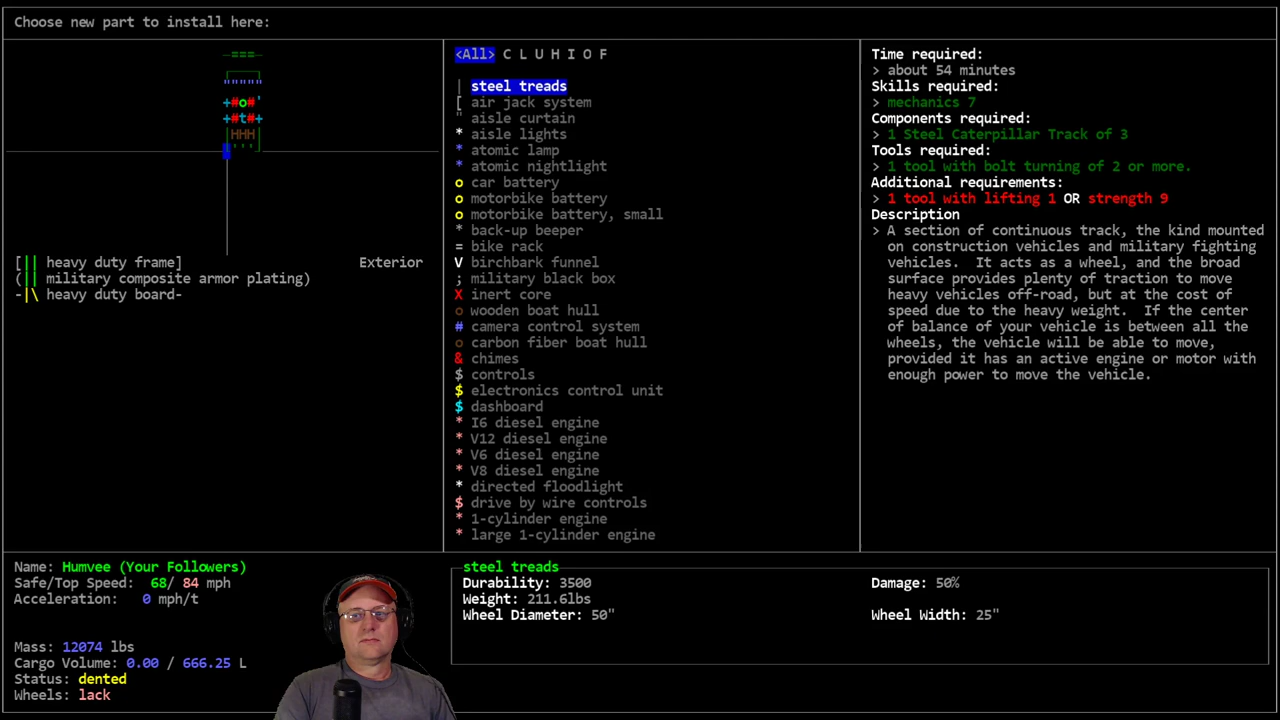 Choose new part to install here:
<All> C L U H I O F
| steel treads
[ air jack system
" aisle curtain
* aisle lights
* atomic lamp
* atomic nightlight
o car battery
o motorbike battery
o motorbike battery, small
* back-up beeper
= bike rack
V birchbark funnel
; military black box
X inert core
o wooden boat hull
# camera control system
o carbon fiber boat hull
& chimes
$ controls
$ electronics control unit
$ dashboard
* I6 diesel engine
* V12 diesel engine
* V6 diesel engine
* V8 diesel engine
* directed floodlight
$ drive by wire controls
* 1-cylinder engine
* large 1-cylinder engine
Time required:
> about 54 minutes
Skills required:
> mechanics 7
Components required:
> 1 Steel Caterpillar Track of 3
Tools required:
> 1 tool with bolt turning of 2 or more.
Additional requirements:
> 1 tool with lifting 1 OR strength 9
Description
> A section of continuous track, the kind mounted
on construction vehicles and military fighting
vehicles.  It acts as a wheel, and the broad
surface provides plenty of traction to move
heavy vehicles off-road, but at the cost of
speed due to the heavy weight.  If the center
of balance of your vehicle is between all the
wheels, the vehicle will be able to move,
provided it has an active engine or motor with
enough power to move the vehicle.
[|| heavy duty frame] Exterior
(|| military composite armor plating)
-|\ heavy duty board-
Name: Humvee (Your Followers)
Safe/Top Speed: 68/ 84 mph
Acceleration: 0 mph/t
Mass: 12074 lbs
Cargo Volume: 0.00 / 666.25 L
Status: dented
Wheels: lack
steel treads
Durability: 3500 Damage: 50%
Weight: 211.6lbs
Wheel Diameter: 50" Wheel Width: 25"